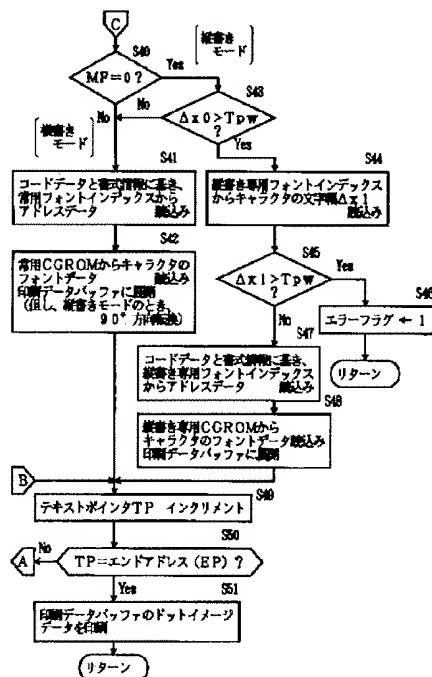 C
S40
MF=0?
Yes
縦書き
モード
No
横書き
モード
S43
Δx0>Tpw
?
No
Yes
S41
コードデータと書式情報に基き、
常用フォントインデックスから
アドレスデータ 読込み
S44
縦書き専用フォントインデックス
からキャラクタの文字幅Δx1
読込み
S42
常用CGROMからキャラクタの
フォントデータ 読込み
印刷データバッファに展開
(但し、縦書きモードのとき、
90°方向転換)
S45
Δx1>Tpw
?
Yes
No
S46
エラーフラグ ← 1
リターン
S47
コードデータと書式情報に基き、
縦書き専用フォントインデックス
からアドレスデータ 読込み
S48
縦書き専用CGROMから
キャラクタのフォントデータ読込み
印刷データバッファに展開
B
S49
テキストポインタTP インクリメント
S50
A
No
TP=エンドアドレス(EP)?
Yes
S51
印刷データバッファのドットイメージ
データを印刷
リターン